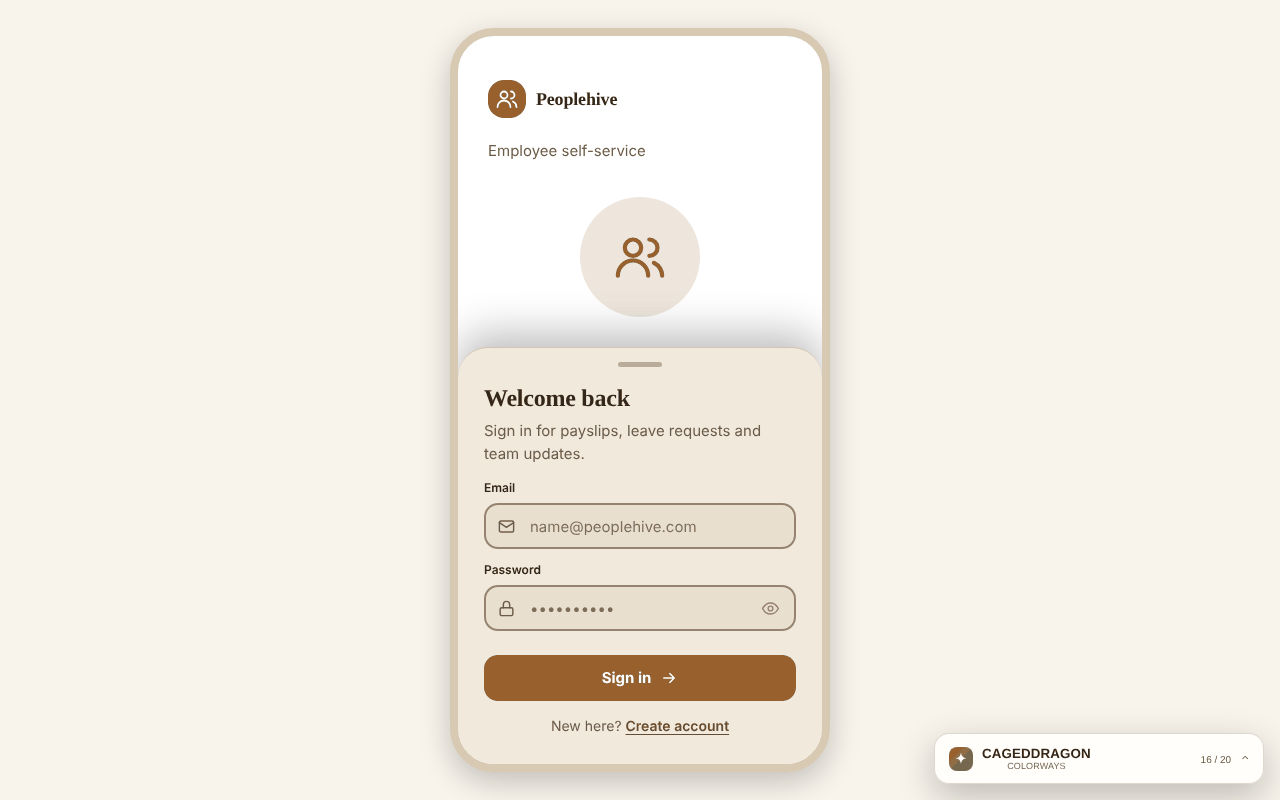 Peoplehive
Employee self-service
Welcome back
Sign in for payslips, leave requests and
team updates.
Email
name@peoplehive.com
Password
••••••••••
Sign in →
New here? Create account
CAGEDDRAGON
COLORWAYS
16 / 20